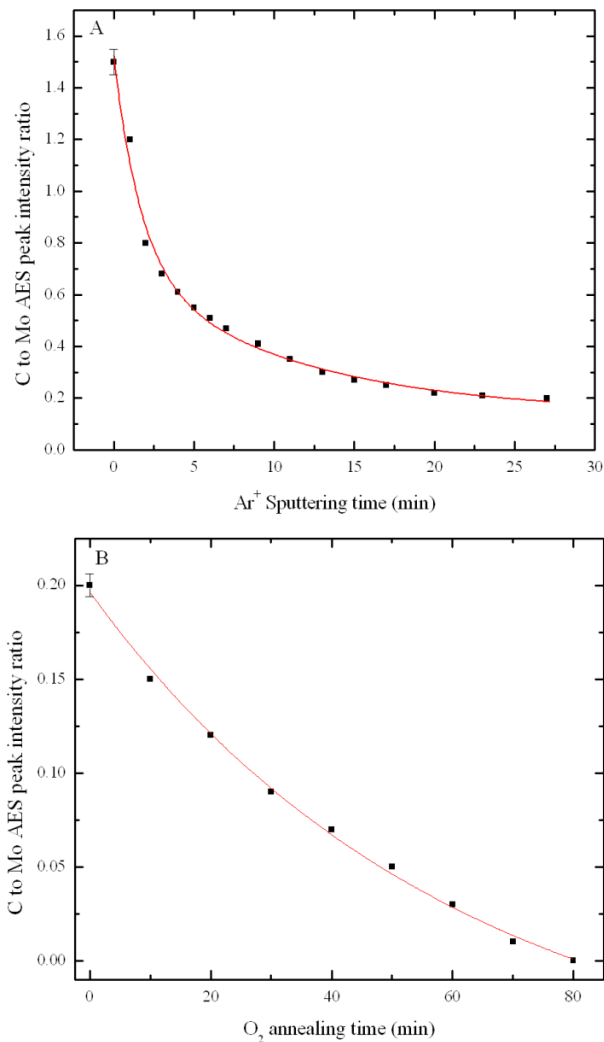 A
C to Mo AES peak intensity ratio
1.6
1.4
1.2
1.0
0.8
0.6
0.4
0.2
0.0
0 5 10 15 20 25 30
Ar⁺ Sputtering time (min)
B
C to Mo AES peak intensity ratio
0.20
0.15
0.10
0.05
0.00
0 20 40 60 80
O₂ annealing time (min)